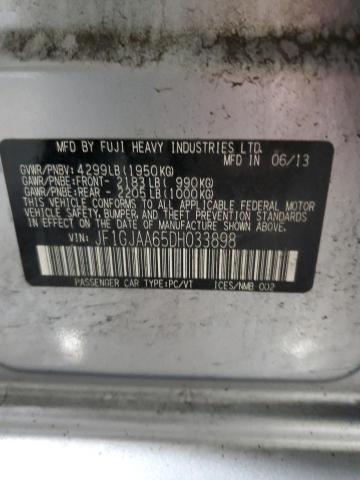 MFD BY FUJI HEAVY INDUSTRIES LTD.
MFD IN 06/13
GVWR/PNBV: 4299LB(1950KG)
GAWR/PNBE:FRONT- 2183LB( 990KG)
GAWR/PNBE:REAR - 2205LB(1000KG)
THIS VEHICLE CONFORMS TO ALL APPLICABLE FEDERAL MOTOR
VEHICLE SAFETY, BUMPER, AND THEFT PREVENTION STANDARDS
IN EFFECT ON THE DATE OF MANUFACTURE SHOWN ABOVE.
VIN: JF1GJAA65DH033898
PASSENGER CAR TYPE:PC/VT ICES/NMB 002